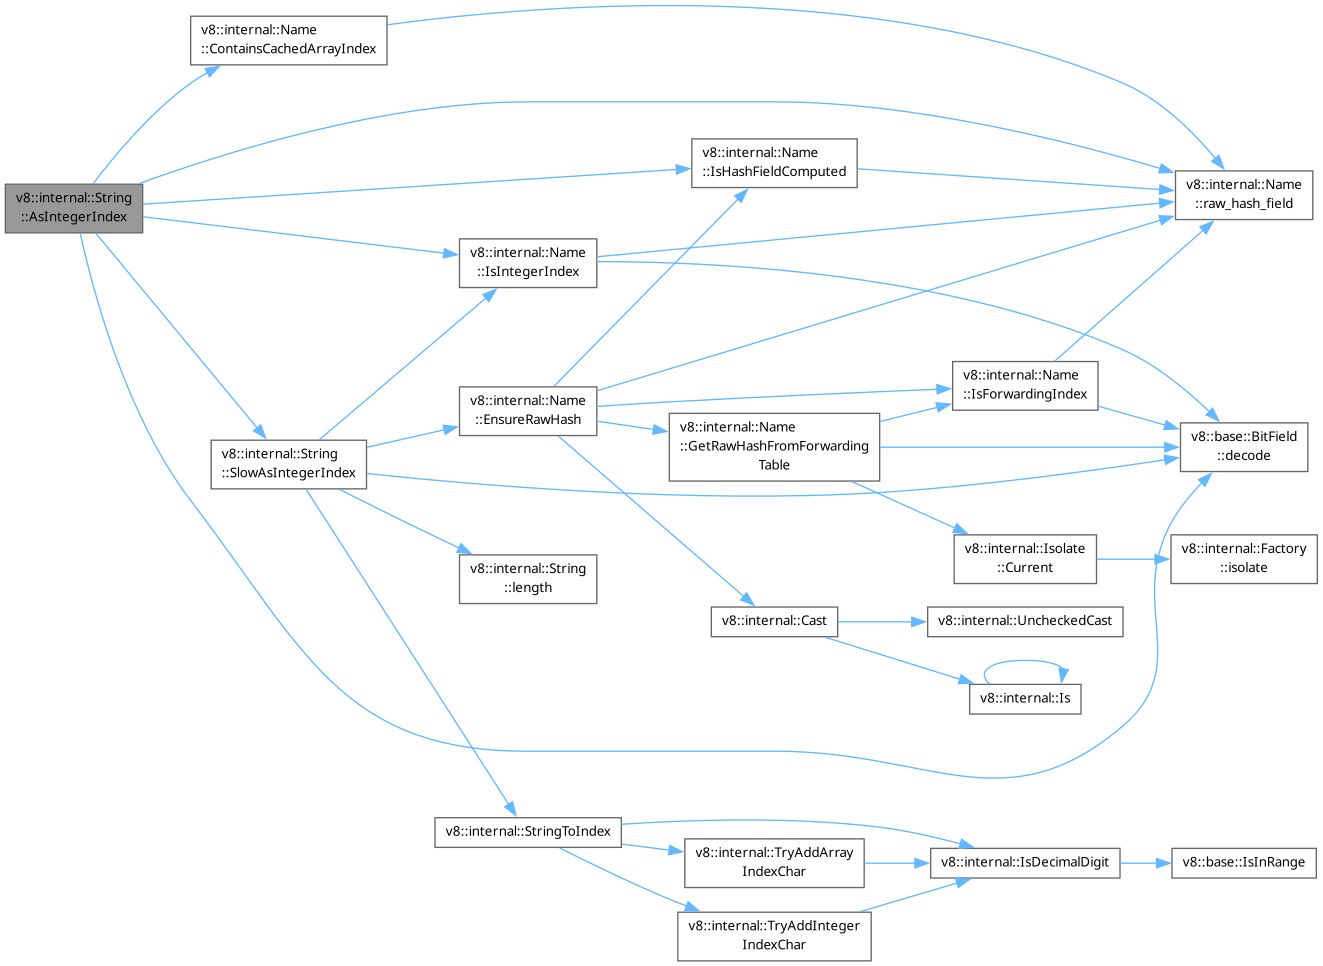 v8::internal::Name
::ContainsCachedArrayIndex
v8::internal::String
::AsIntegerIndex
v8::internal::Name
::IsHashFieldComputed
v8::internal::Name
::raw_hash_field
v8::internal::Name
::IsIntegerIndex
v8::internal::Name
::EnsureRawHash
v8::internal::Name
::IsForwardingIndex
v8::internal::Name
::GetRawHashFromForwarding
Table
v8::base::BitField
::decode
v8::internal::String
::SlowAsIntegerIndex
v8::internal::String
::length
v8::internal::Isolate
::Current
v8::internal::Factory
::isolate
v8::internal::Cast
v8::internal::UncheckedCast
v8::internal::Is
v8::internal::StringToIndex
v8::internal::TryAddArray
IndexChar
v8::internal::IsDecimalDigit
v8::base::IsInRange
v8::internal::TryAddInteger
IndexChar